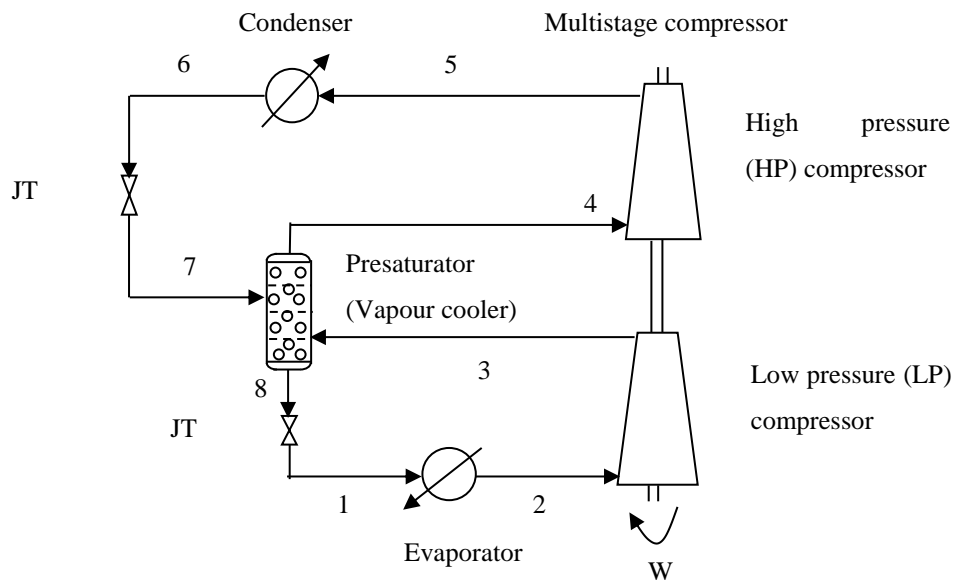 Condenser
Multistage compressor
6
5
High pressure
(HP) compressor
JT
4
7
Presaturator
(Vapour cooler)
3
8
Low pressure (LP)
compressor
JT
1
2
Evaporator
W